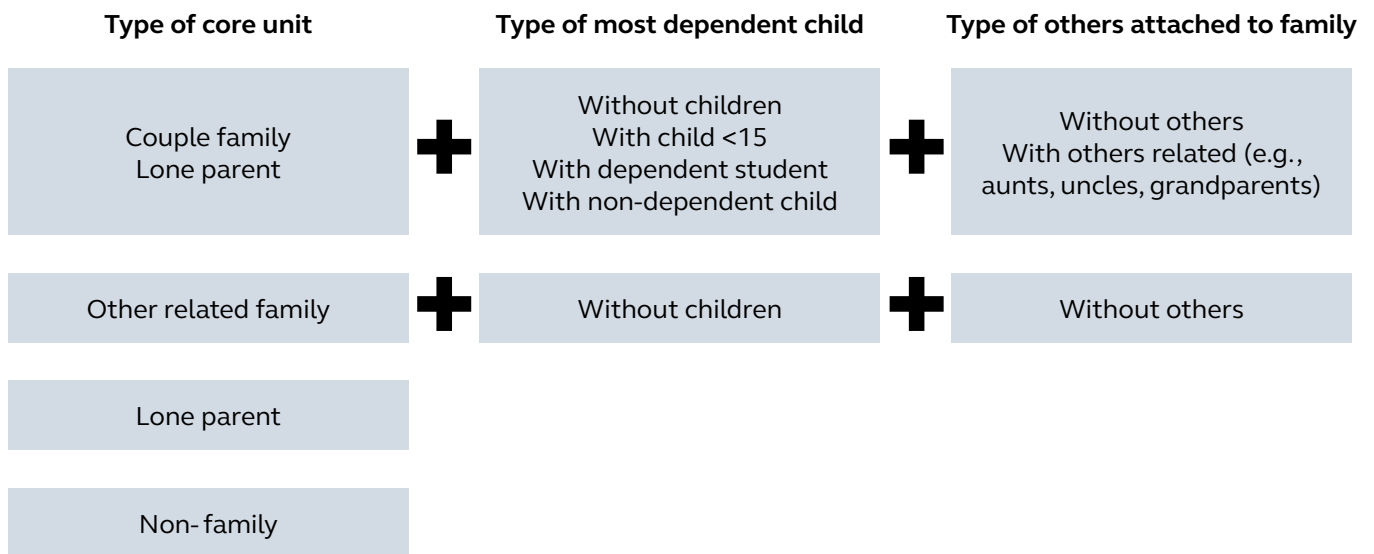 Type of core unit
Type of most dependent child
Type of others attached to family
Couple family
Lone parent
Without children
With child <15
With dependent student
With non-dependent child
Without others
With others related (e.g.,
aunts, uncles, grandparents)
Other related family
Without children
Without others
Lone parent
Non- family